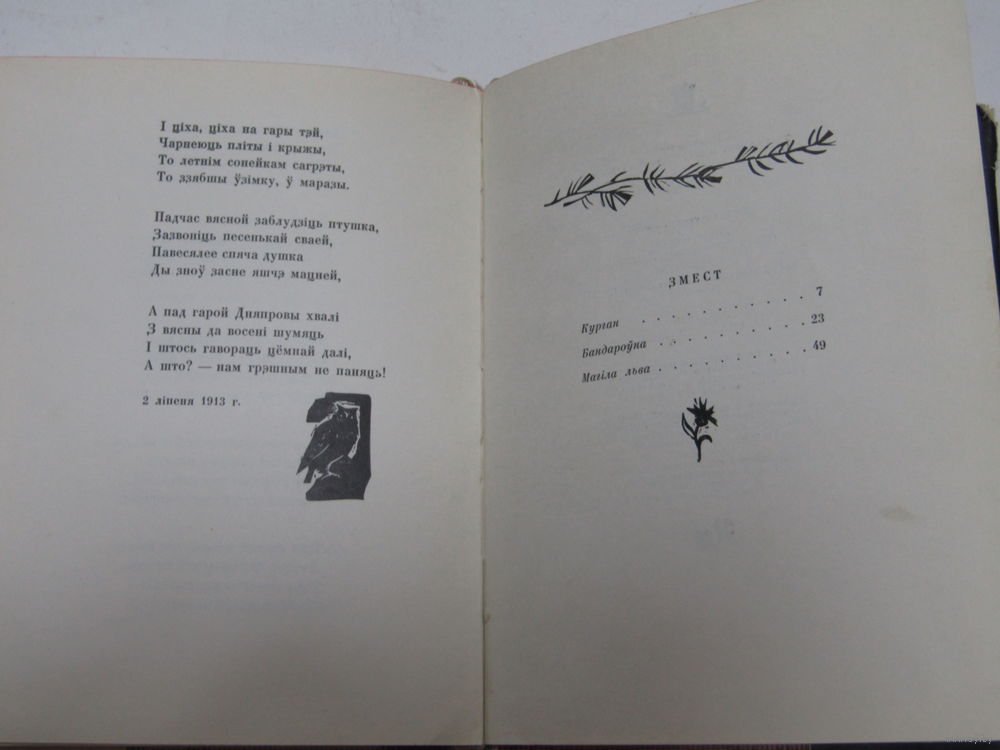 І ціха, ціха на гары тэй,
Чарнеюць пліты і крыжы,
То летнім сонейкам сагрэты,
То ззябшы ўзімку, ў маразы.
Падчас вясной заблудзіць птушка,
Зазвоніць песенькай сваей,
Павесялее спяча душка
Ды зноў засне яшчэ мацней,
А пад гарой Дняпровы хвалі
З вясны да восені шумяць
І штось гавораць цёмнай далі,
А што? — нам грэшным не паняць!
2 ліпеня 1913 г.
ЗМЕСТ
Курган . . . . . . . . . . 7
Бандароўна . . . . . . . . . 23
Магіла льва . . . . . . . . . 49